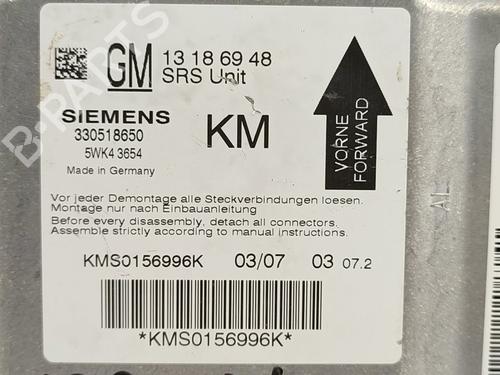 GM 13 18 69 48
SRS Unit
SIEMENS
330518650
5WK4 3654
Made in Germany
KM
VORNE
FORWARD
AL
Vor jeder Demontage alle Steckverbindungen loesen.
Montage nur nach Einbauanleitung
Before every disassembly, detach all connectors.
Assemble strictly according to manual instructions.
KMS0156996K 03/07 03 07.2
*KMS0156996K*